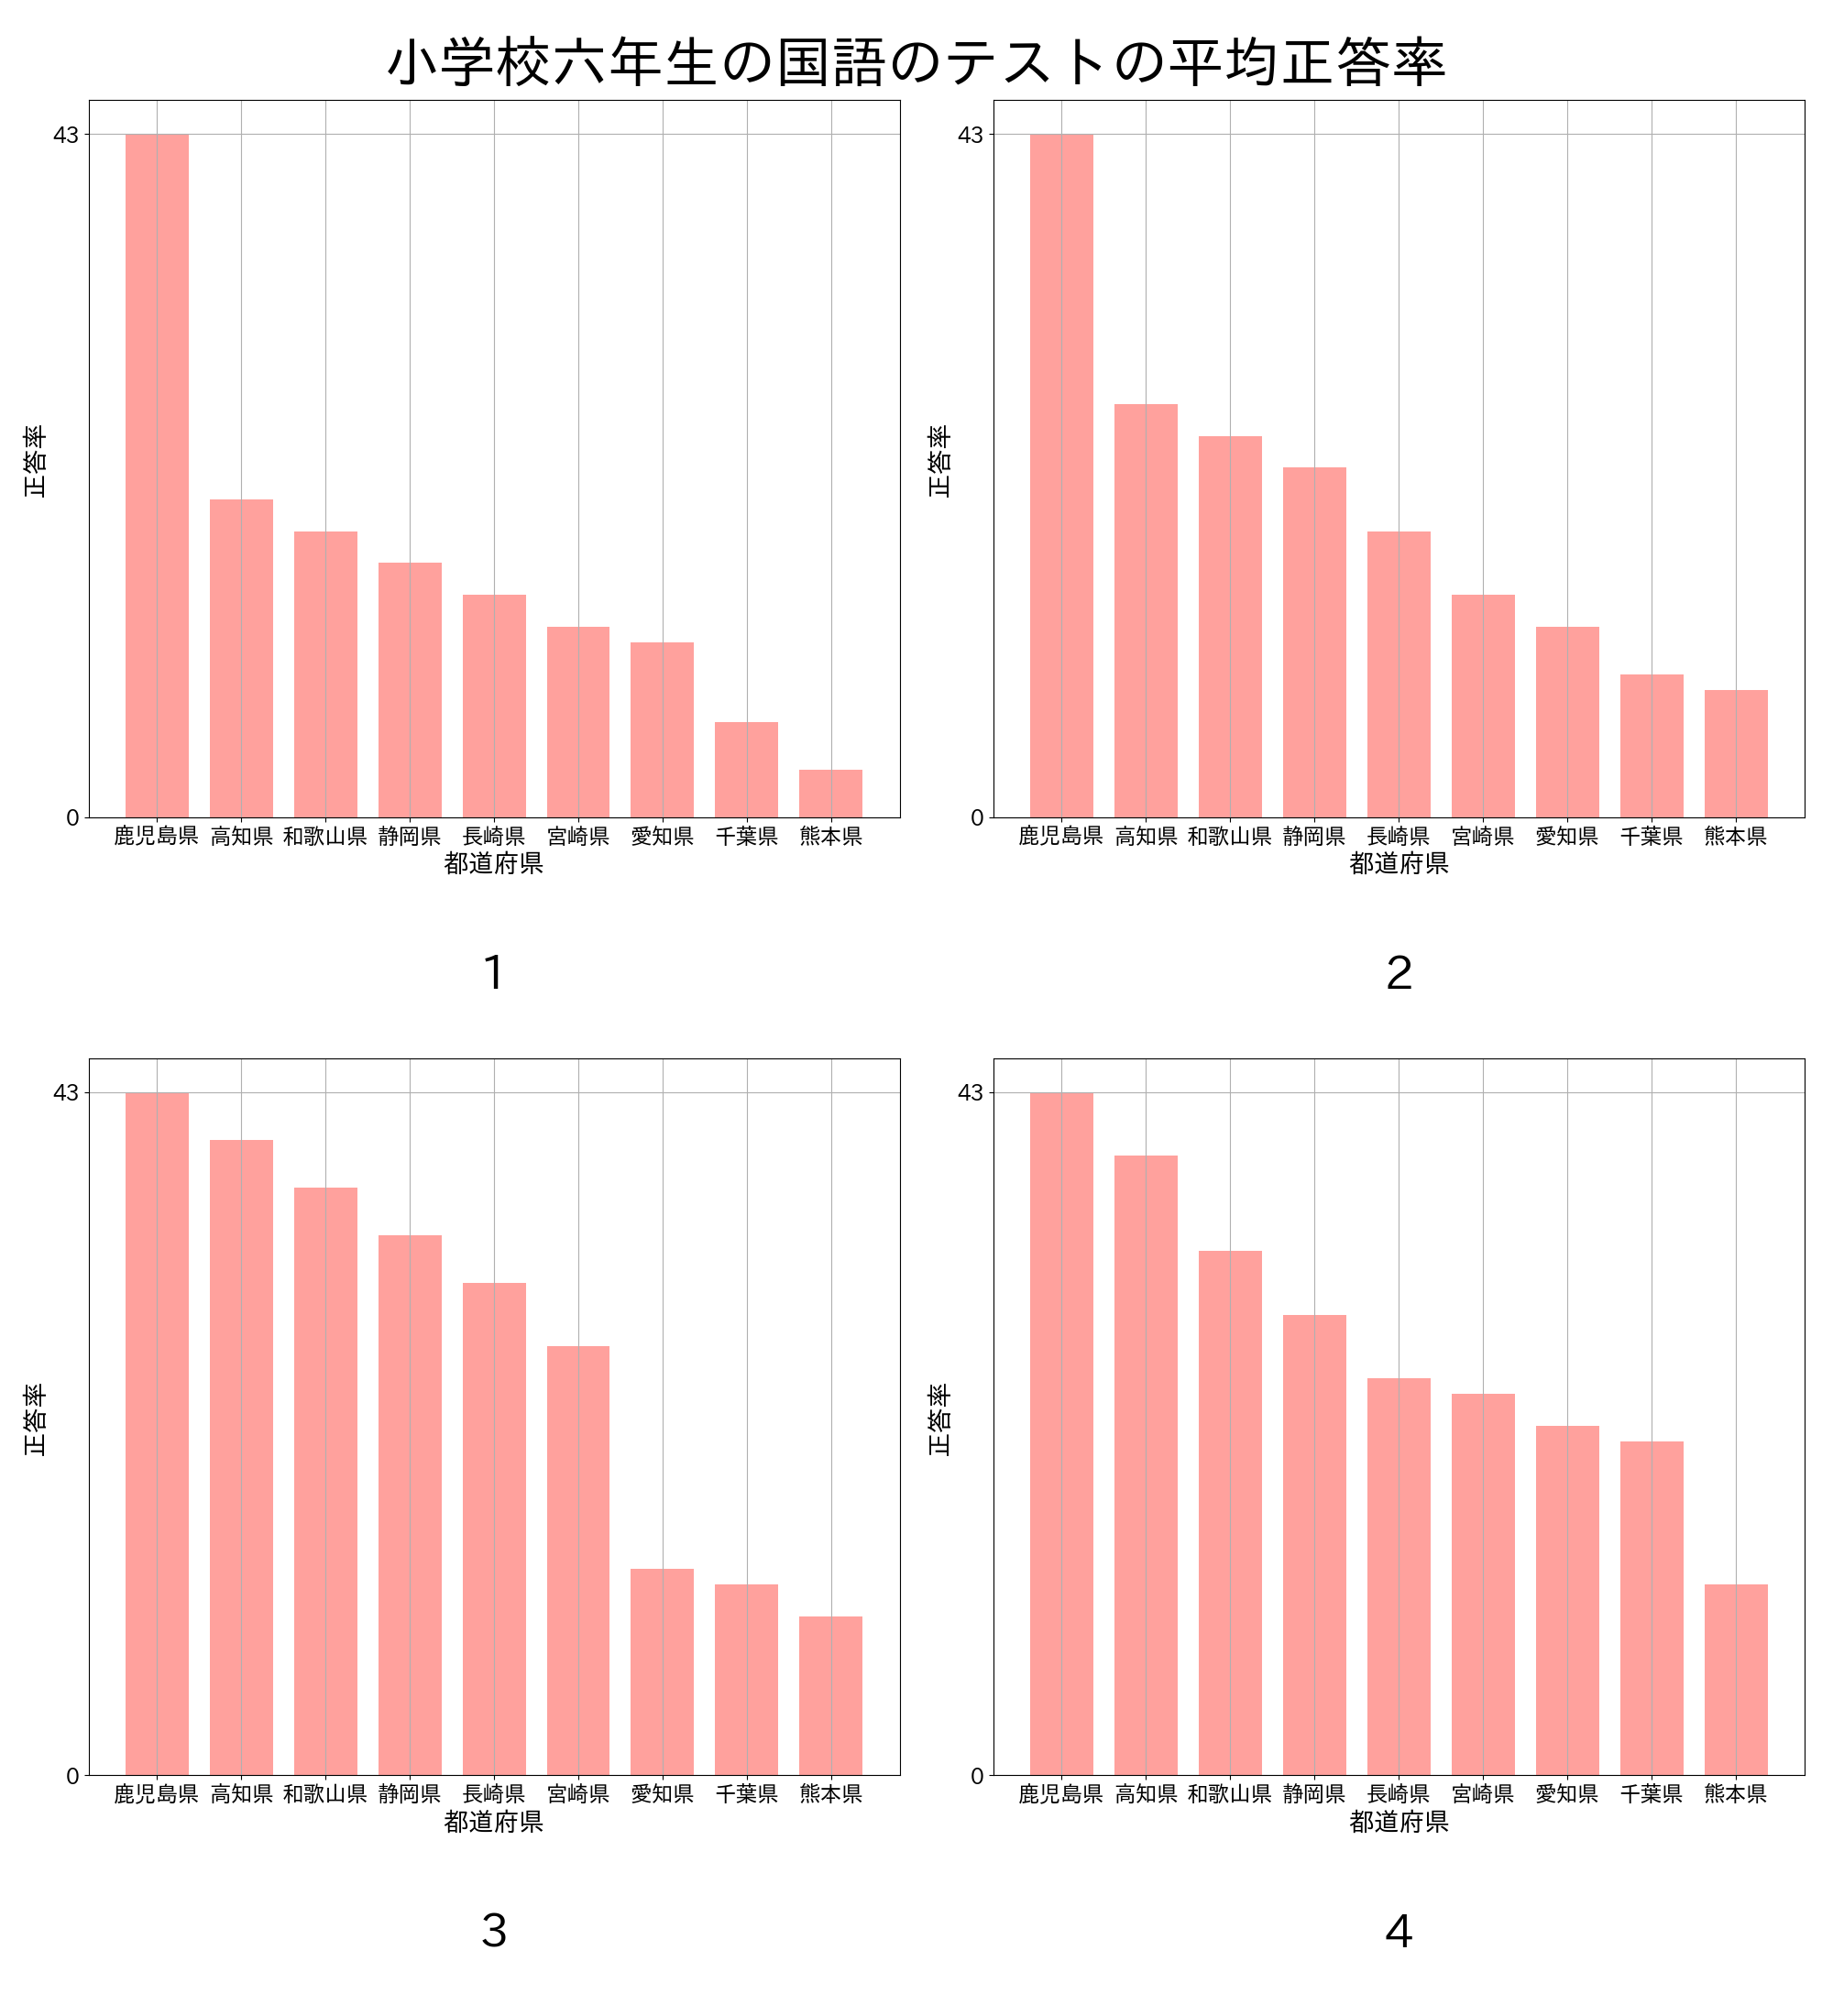 小学校六年生の国語のテストの平均正答率
43
0
正答率
鹿児島県 高知県 和歌山県 静岡県 長崎県 宮崎県 愛知県 千葉県 熊本県
都道府県
1
43
0
正答率
鹿児島県 高知県 和歌山県 静岡県 長崎県 宮崎県 愛知県 千葉県 熊本県
都道府県
2
43
0
正答率
鹿児島県 高知県 和歌山県 静岡県 長崎県 宮崎県 愛知県 千葉県 熊本県
都道府県
3
43
0
正答率
鹿児島県 高知県 和歌山県 静岡県 長崎県 宮崎県 愛知県 千葉県 熊本県
都道府県
4